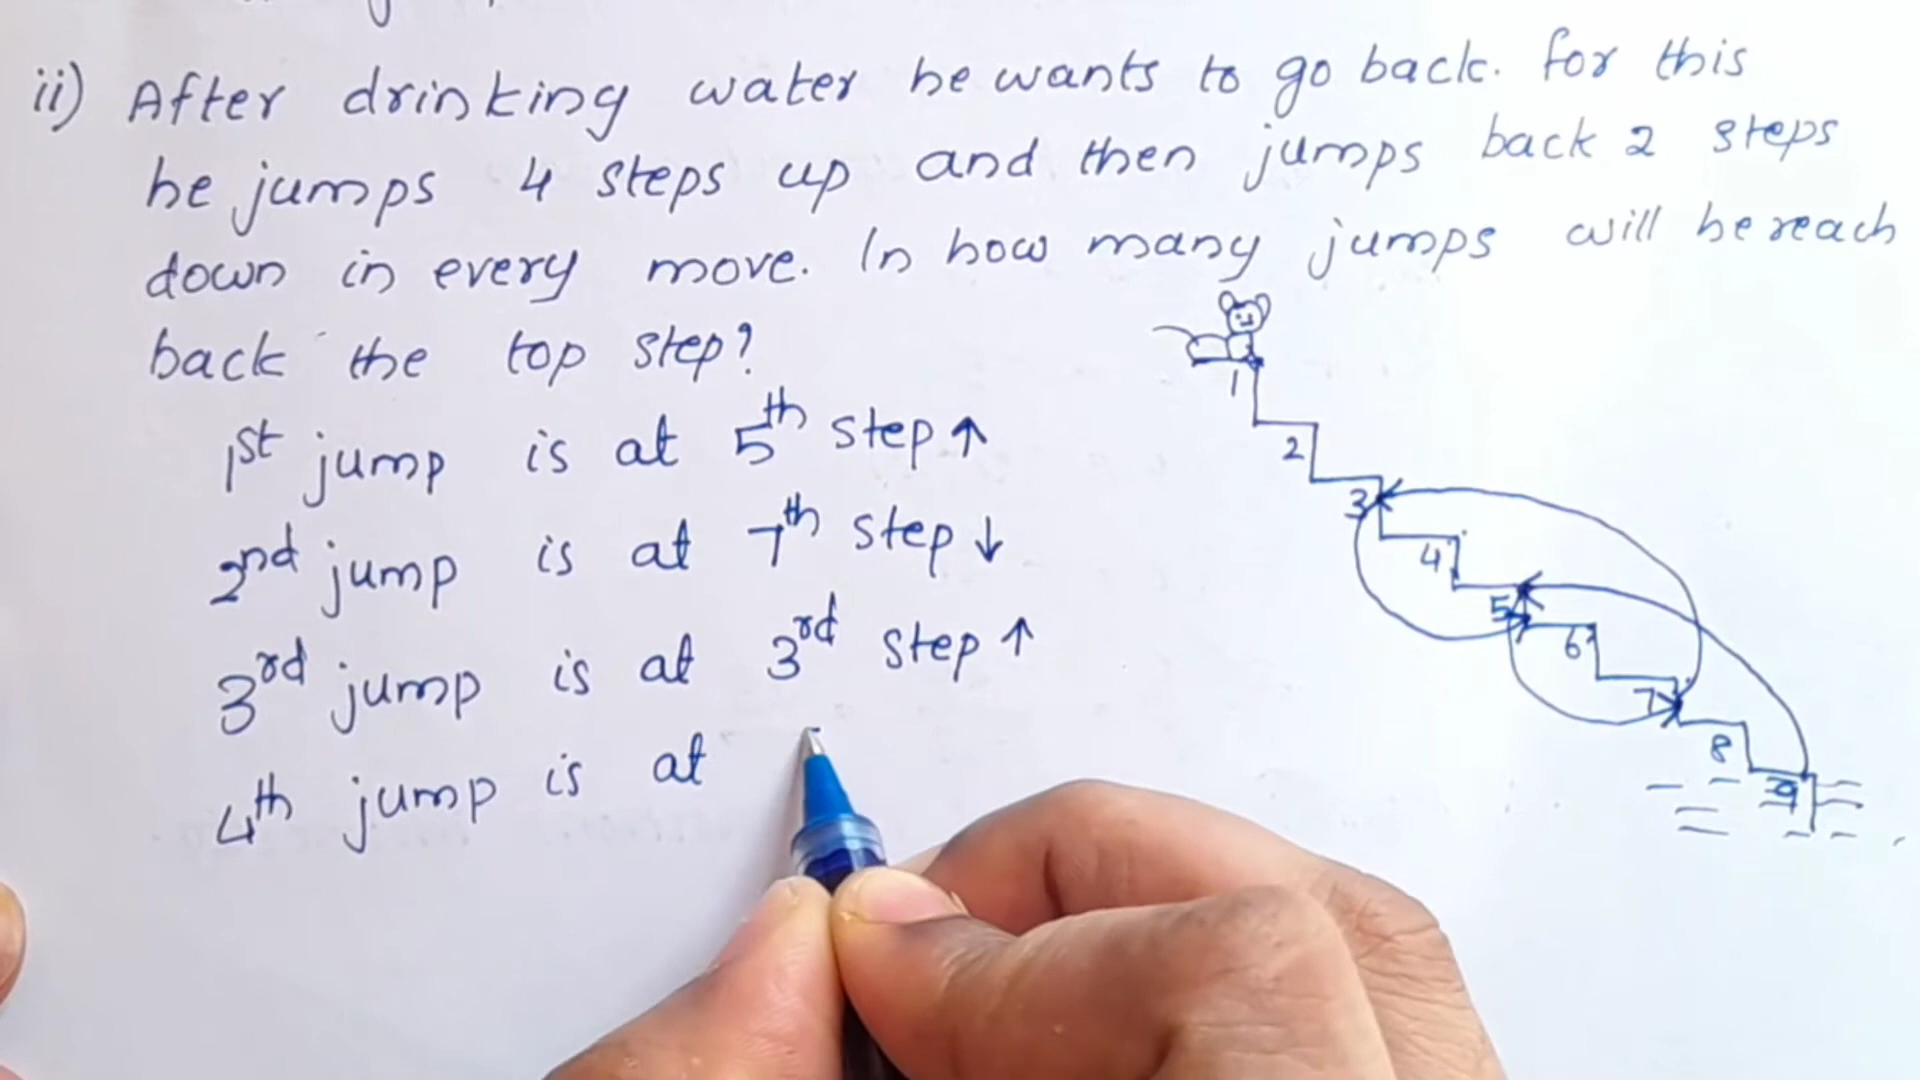 ii) After drinking water he wants to go back. for this
he jumps 4 steps up and then jumps back 2 steps
down in every move. In how many jumps will he reach
back the top step?
1st jump is at 5th step ↑
2nd jump is at 7th step ↓
3rd jump is at 3rd step ↑
4th jump is at
1
2
3
4
5
6
7
8
9